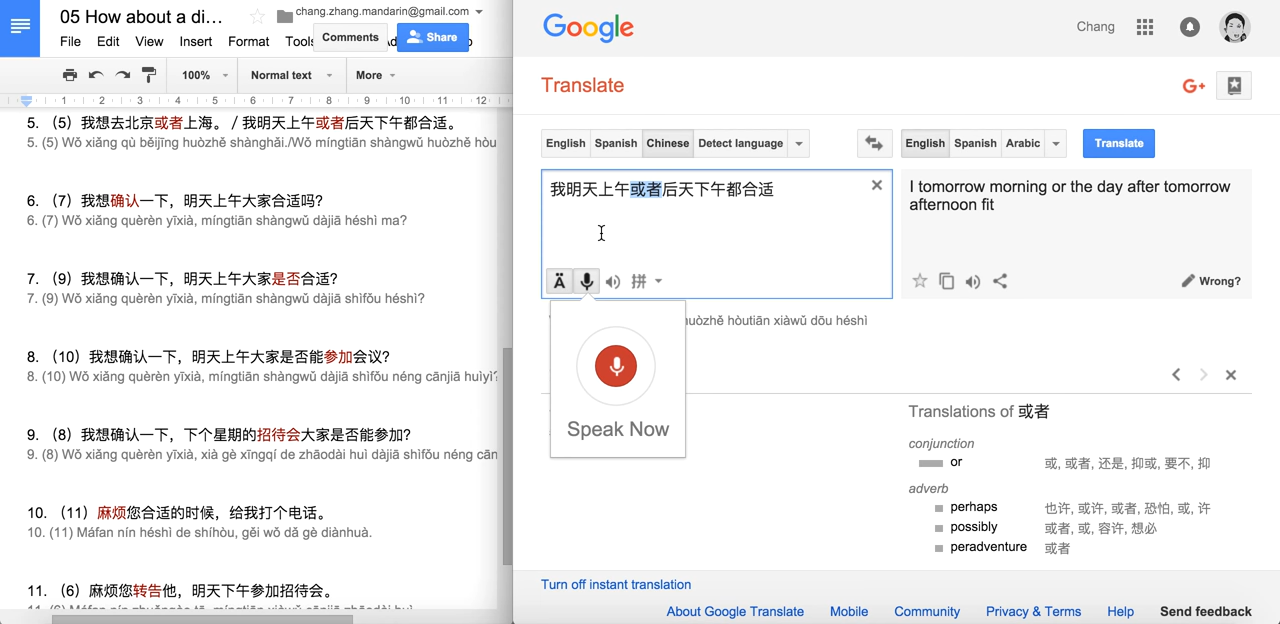 05 How about a di...
chang.zhang.mandarin@gmail.com
File Edit View Insert Format Tools
Comments
Share
100% Normal text More
1 2 3 4 5 6 7 8 9 10 11 12
5. (5) 我想去北京或者上海。 / 我明天上午或者后天下午都合适。
5. (5) Wǒ xiǎng qù běijīng huòzhě shànghǎi./Wǒ míngtiān shàngwǔ huòzhě hòu
6. (7) 我想确认一下，明天上午大家合适吗?
6. (7) Wǒ xiǎng quèrèn yīxià, míngtiān shàngwǔ dàjiā héshì ma?
7. (9) 我想确认一下，明天上午大家是否合适?
7. (9) Wǒ xiǎng quèrèn yīxià, míngtiān shàngwǔ dàjiā shìfǒu héshì?
8. (10) 我想确认一下，明天上午大家是否能参加会议?
8. (10) Wǒ xiǎng quèrèn yīxià, míngtiān shàngwǔ dàjiā shìfǒu néng cānjiā huìyì?
9. (8) 我想确认一下，下个星期的招待会大家是否能参加?
9. (8) Wǒ xiǎng quèrèn yīxià, xià gè xīngqí de zhāodài huì dàjiā shìfǒu néng cān
10. (11) 麻烦您合适的时候，给我打个电话。
10. (11) Máfan nín héshì de shíhòu, gěi wǒ dǎ gè diànhuà.
11. (6) 麻烦您转告他，明天下午参加招待会。
Google
Chang
Translate
G+
English Spanish Chinese Detect language
English Spanish Arabic
Translate
我明天上午或者后天下午都合适
Ä
拼
I tomorrow morning or the day after tomorrow
afternoon fit
Wrong?
huòzhě hòutiān xiàwǔ dōu héshì
Speak Now
Translations of 或者
conjunction
or 或, 或者, 还是, 抑或, 要不, 抑
adverb
perhaps 也许, 或许, 或者, 恐怕, 或, 许
possibly 或者, 或, 容许, 想必
peradventure 或者
Turn off instant translation
About Google Translate Mobile Community Privacy & Terms Help Send feedback